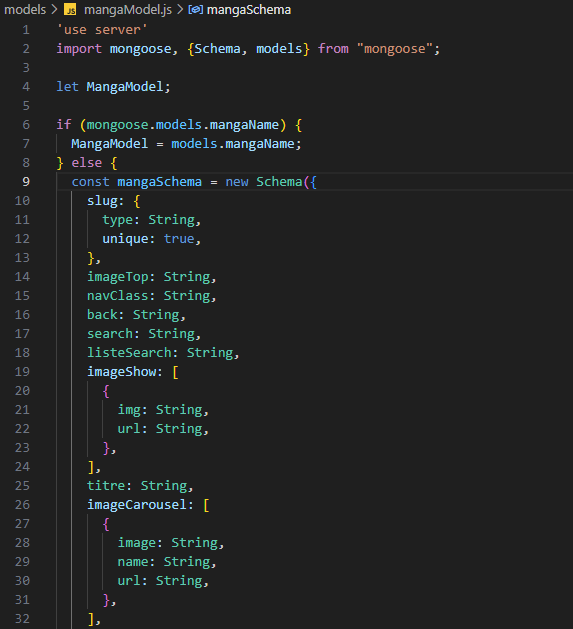 models > JS mangaModel.js > mangaSchema
1 'use server'
2 import mongoose, {Schema, models} from "mongoose";
3
4 let MangaModel;
5
6 if (mongoose.models.mangaName) {
7 MangaModel = models.mangaName;
8 } else {
9 const mangaSchema = new Schema({
10 slug: {
11 type: String,
12 unique: true,
13 },
14 imageTop: String,
15 navClass: String,
16 back: String,
17 search: String,
18 listeSearch: String,
19 imageShow: [
20 {
21 img: String,
22 url: String,
23 },
24 ],
25 titre: String,
26 imageCarousel: [
27 {
28 image: String,
29 name: String,
30 url: String,
31 },
32 ],